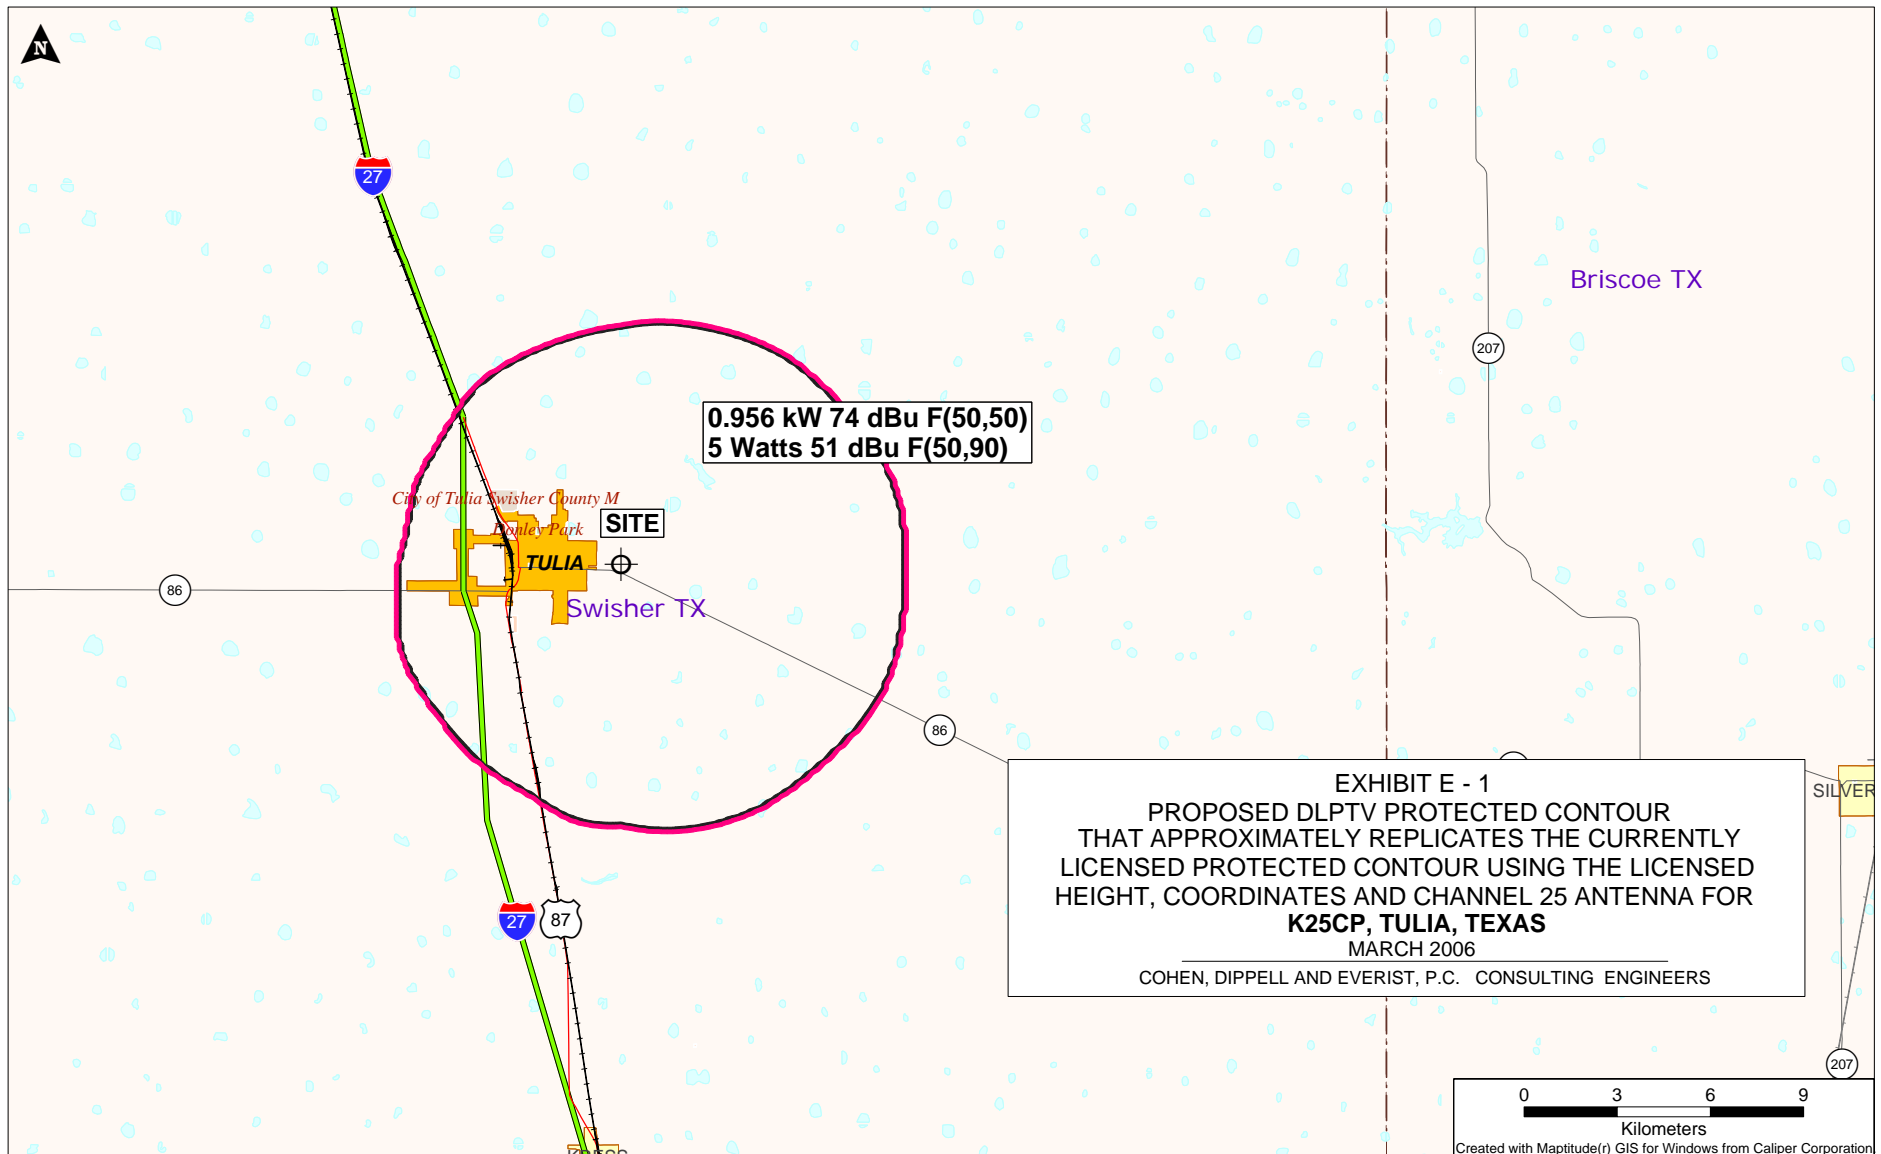 N
27
Briscoe TX
207
0.956 kW 74 dBu F(50,50)
5 Watts 51 dBu F(50,90)
City of Tulia Swisher County M
Donley Park
SITE
TULIA
86
Swisher TX
86
EXHIBIT E - 1
PROPOSED DLPTV PROTECTED CONTOUR
THAT APPROXIMATELY REPLICATES THE CURRENTLY
LICENSED PROTECTED CONTOUR USING THE LICENSED
HEIGHT, COORDINATES AND CHANNEL 25 ANTENNA FOR
K25CP, TULIA, TEXAS
MARCH 2006
COHEN, DIPPELL AND EVERIST, P.C. CONSULTING ENGINEERS
SILVER
27
87
207
0 3 6 9
Kilometers
Created with Maptitude(r) GIS for Windows from Caliper Corporation